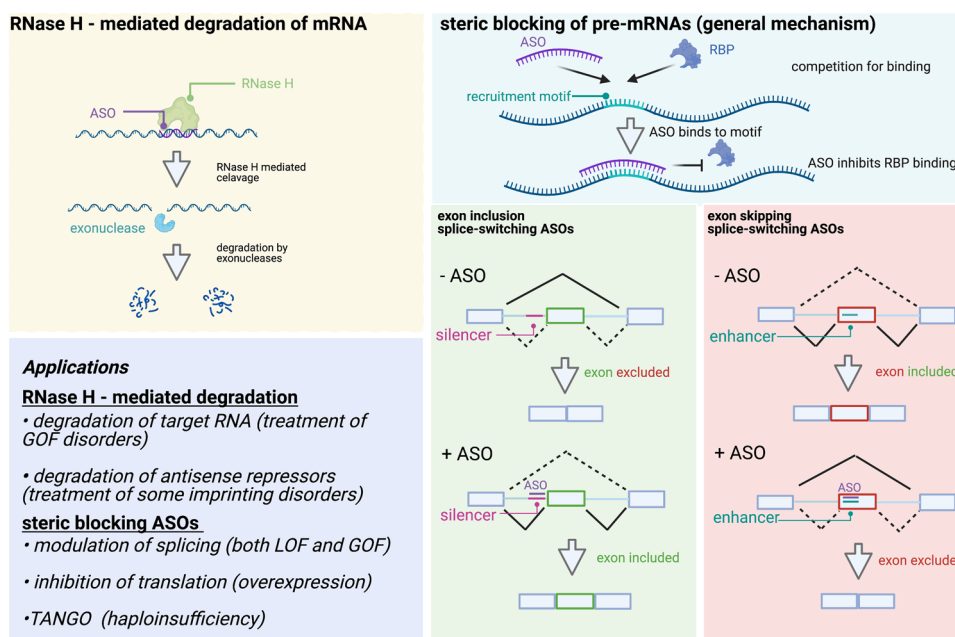 RNase H - mediated degradation of mRNA
RNase H
ASO
RNase H mediated
celavage
exonuclease
degradation by
exonucleases
steric blocking of pre-mRNAs (general mechanism)
ASO
RBP
competition for binding
recruitment motif
ASO binds to motif
ASO inhibits RBP binding
Applications
RNase H - mediated degradation
• degradation of target RNA (treatment of
GOF disorders)
• degradation of antisense repressors
(treatment of some imprinting disorders)
steric blocking ASOs
• modulation of splicing (both LOF and GOF)
• inhibition of translation (overexpression)
•TANGO (haploinsufficiency)
exon inclusion
splice-switching ASOs
- ASO
silencer
exon excluded
+ ASO
ASO
silencer
exon included
exon skipping
splice-switching ASOs
- ASO
enhancer
exon included
+ ASO
ASO
enhancer
exon exclude